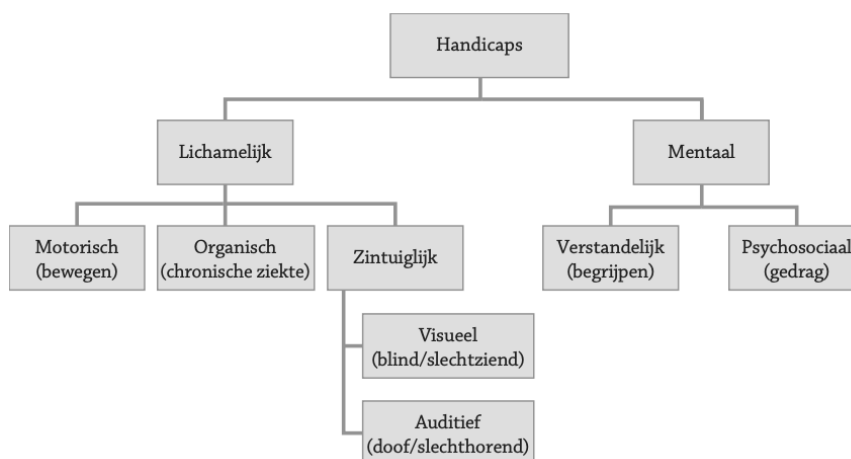 Handicaps
Lichamelijk
Mentaal
Motorisch
(bewegen)
Organisch
(chronische ziekte)
Zintuiglijk
Verstandelijk
(begrijpen)
Psychosociaal
(gedrag)
Visueel
(blind/slechtziend)
Auditief
(doof/slechthorend)